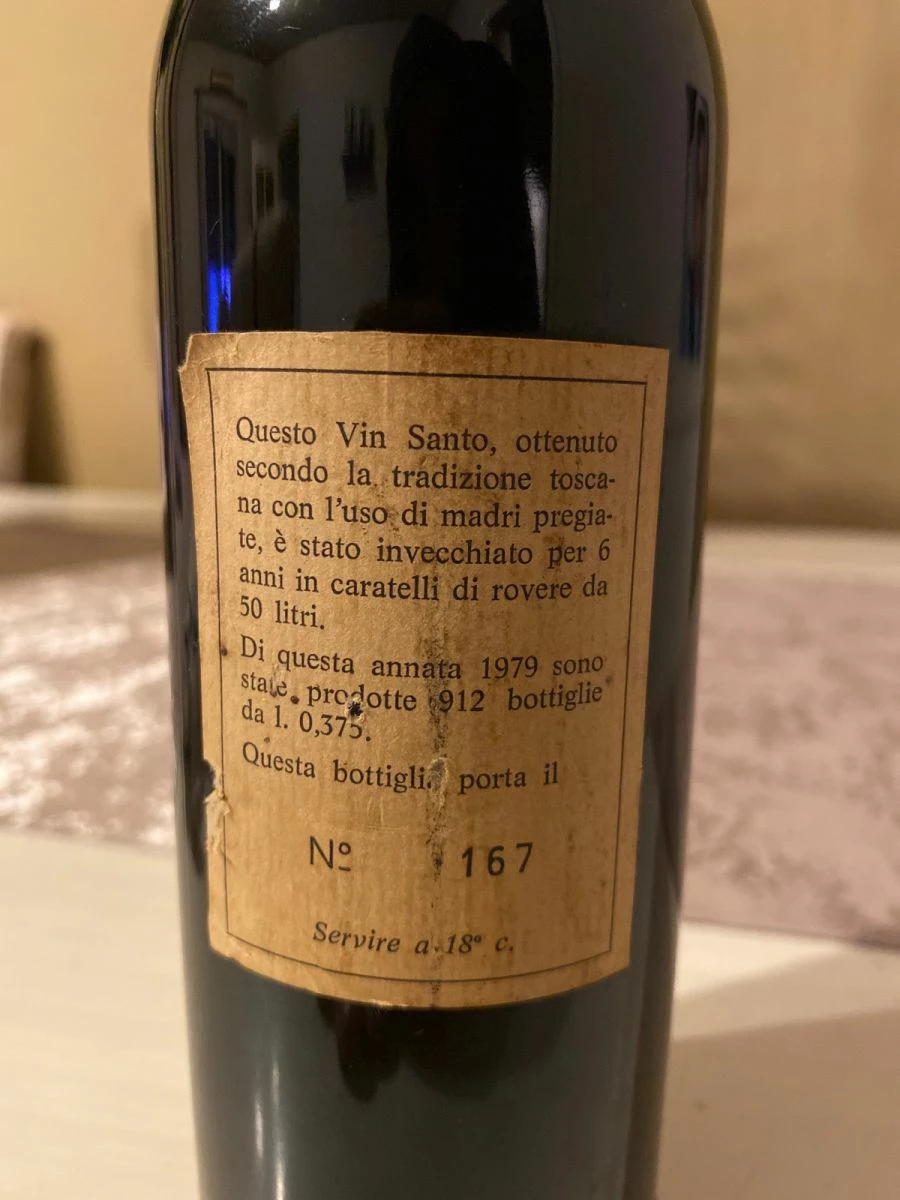 Questo Vin Santo, ottenuto
secondo la tradizione tosca-
na con l'uso di madri pregia-
te, è stato invecchiato per 6
anni in caratelli di rovere da
50 litri.
Di questa annata 1979 sono
state prodotte 912 bottiglie
da l. 0,375.
Questa bottiglia porta il
Nº 167
Servire a 18° c.